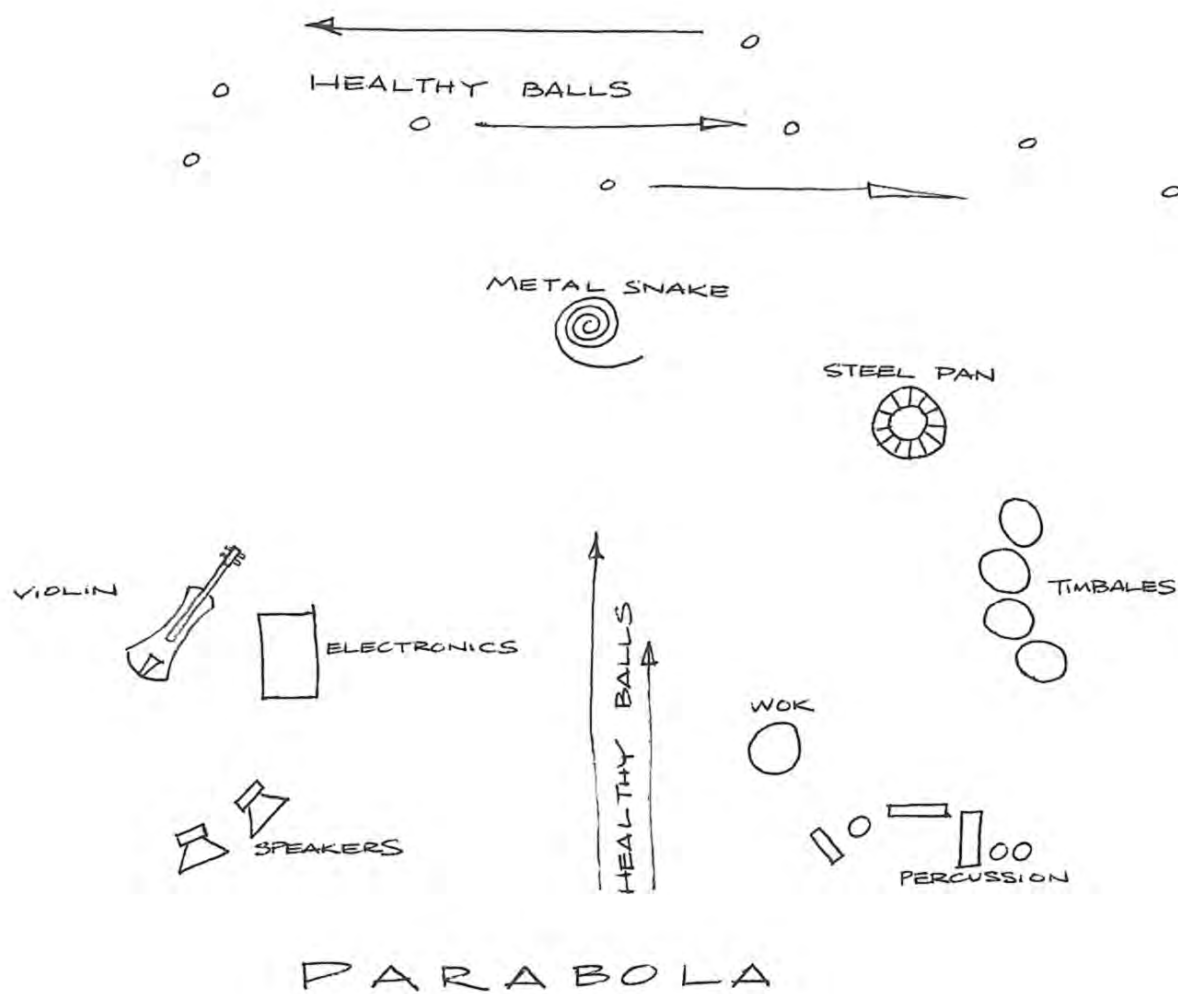 HEALTHY BALLS
METAL SNAKE
STEEL PAN
VIOLIN
TIMBALES
ELECTRONICS
HEALTHY BALLS
WOK
SPEAKERS
PERCUSSION
PARABOLA